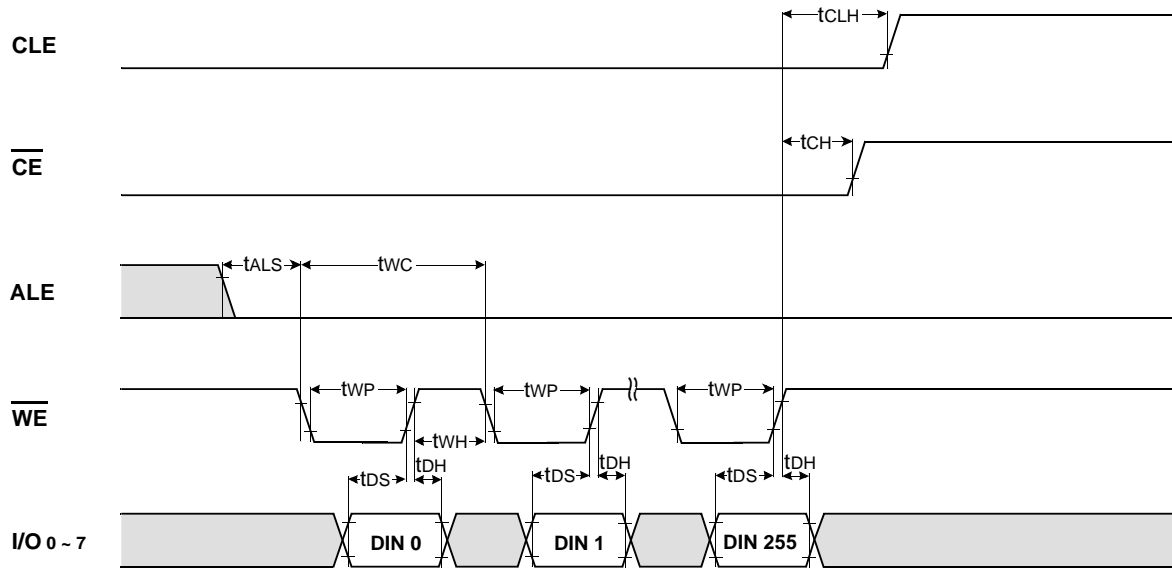 tCLH
CLE
tCH
CE
tALS
tWC
ALE
tWP
tWP
tWP
WE
tWH
tDS
tDH
tDS
tDH
tDS
tDH
I/O 0 ~ 7
DIN 0
DIN 1
DIN 255